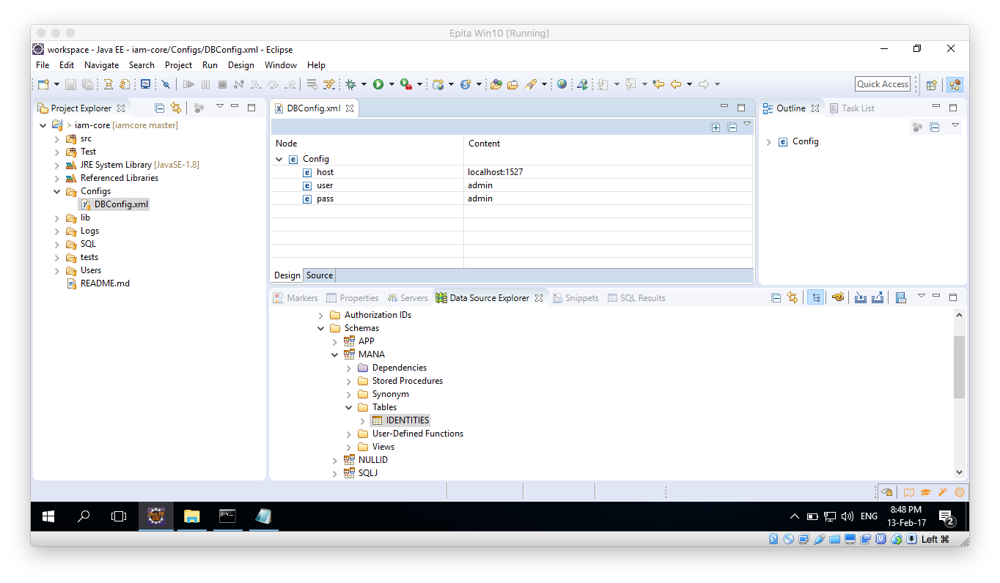 Epita Win10 [Running]
workspace - Java EE - iam-core/Configs/DBConfig.xml - Eclipse
File Edit Navigate Search Project Run Design Window Help
Quick Access
Project Explorer
> iam-core [iamcore master]
src
Test
JRE System Library [JavaSE-1.8]
Referenced Libraries
Configs
DBConfig.xml
lib
Logs
SQL
tests
Users
README.md
DBConfig.xml
Node Content
Config
host localhost:1527
user admin
pass admin
Design Source
Outline Task List
Config
Markers Properties Servers Data Source Explorer Snippets SQL Results
Authorization IDs
Schemas
APP
MANA
Dependencies
Stored Procedures
Synonym
Tables
IDENTITIES
User-Defined Functions
Views
NULLID
SQLJ
ENG
8:48 PM
13-Feb-17
2
Left ⌘